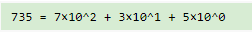 735 = 7x10^2 + 3x10^1 + 5x10^0